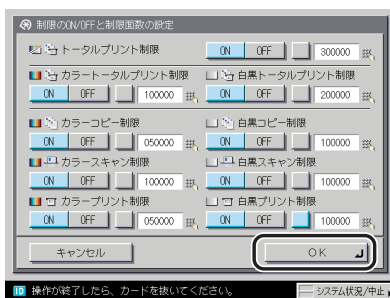 制限のON/OFFと制限面数の設定
トータルプリント制限 ON OFF 300000
カラートータルプリント制限 白黒トータルプリント制限
ON OFF 100000 ON OFF 200000
カラーコピー制限 白黒コピー制限
ON OFF 050000 ON OFF 100000
カラースキャン制限 白黒スキャン制限
ON OFF 100000 ON OFF 100000
カラープリント制限 白黒プリント制限
ON OFF 050000 ON OFF 100000
キャンセル OK
ID 操作が終了したら、カードを抜いてください。 システム状況/中止